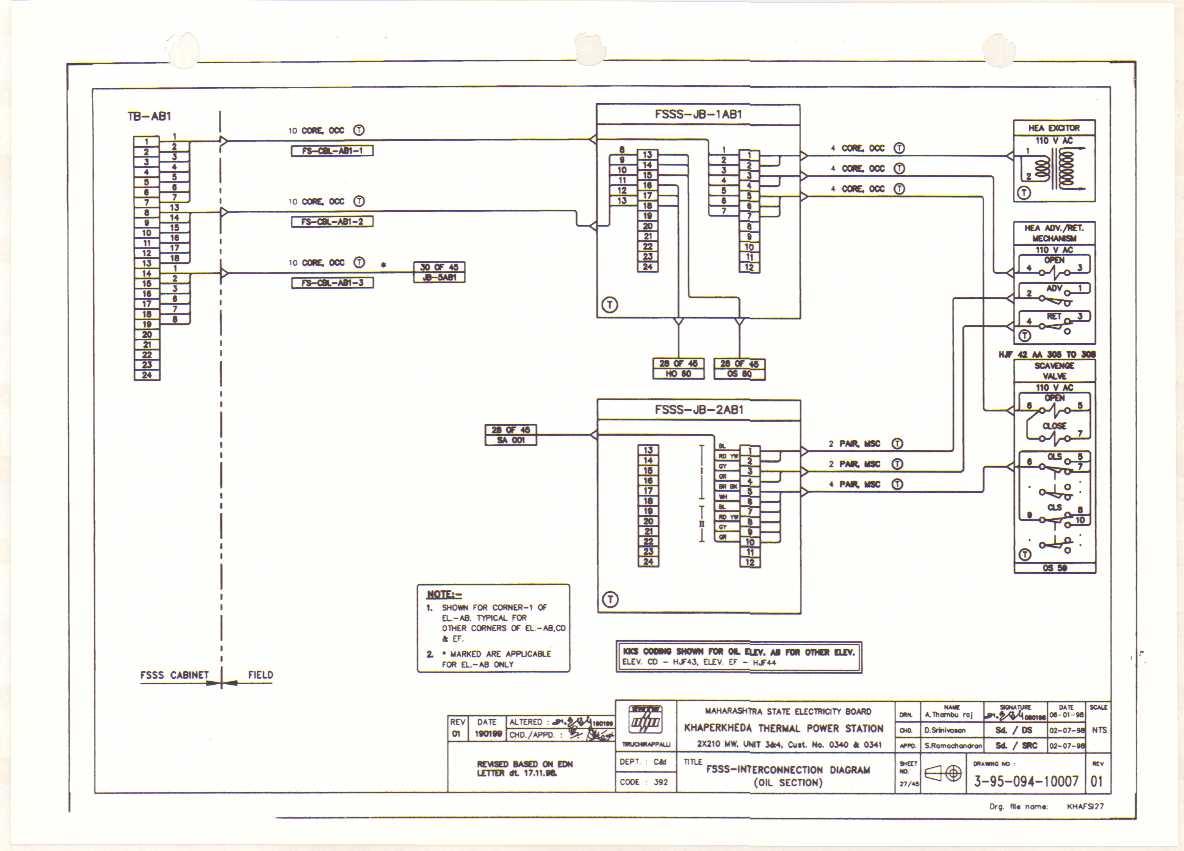 TB-AB1
1
2
3
4
5
6
7
8
9
10
11
12
13
14
15
16
17
18
19
20
21
22
23
24
1
2
3
4
5
6
7
13
14
15
16
17
18
1
2
3
6
7
8
10 CORE, OCC T
FS-CBL-AB1-1
10 CORE, OCC T
FS-CBL-AB1-2
10 CORE, OCC T *
FS-CBL-AB1-3
30 OF 45
JB-5AB1
FSSS-JB-1AB1
8
9
10
11
12
13
13
14
15
16
17
18
19
20
21
22
23
24
1
2
3
4
5
6
7
1
2
3
4
5
6
7
8
9
10
11
12
T
4 CORE, OCC T
4 CORE, OCC T
4 CORE, OCC T
28 OF 45
HO 60
28 OF 45
OS 60
HEA EXCITOR
110 V AC
1
2
T
HEA ADV./RET.
MECHANISM
110 V AC
OPEN
4 3
ADV
2 1
RET
4 3
T
HJF 42 AA 305 TO 308
SCAVENGE
VALVE
110 V AC
OPEN
6 5
CLOSE
7
OLS 5
6 7
CLS 8
9 10
T
OS 59
FSSS-JB-2AB1
28 OF 45
SA 001
13
14
15
16
17
18
19
20
21
22
23
24
I
II
BL
RD YW
GY
OR
BR BK
WH
BL
RD YW
GY
OR
1
2
3
4
5
6
7
8
9
10
11
12
T
2 PAIR, MSC T
2 PAIR, MSC T
4 PAIR, MSC T
NOTE:-
1. SHOWN FOR CORNER-1 OF
EL.-AB. TYPICAL FOR
OTHER CORNERS OF EL.-AB,CD
& EF.
2. * MARKED ARE APPLICABLE
FOR EL.-AB ONLY
KKS CODING SHOWN FOR OIL ELEV. AB FOR OTHER ELEV.
ELEV. CD - HJF43, ELEV. EF - HJF44
FSSS CABINET FIELD
REV DATE ALTERED : 190199
01 190199 CHD./APPD. :
REVISED BASED ON EDN
LETTER dt. 17.11.98.
TIRUCHIRAPPALLI
DEPT. : C&I
CODE : 392
MAHARASHTRA STATE ELECTRICITY BOARD
KHAPERKHEDA THERMAL POWER STATION
2X210 MW, UNIT 3&4, Cust. No. 0340 & 0341
TITLE
FSSS-INTERCONNECTION DIAGRAM
(OIL SECTION)
NAME SIGNATURE DATE SCALE
DRN. A.Thambu raj 06-01-98
CHD. D.Srinivasan Sd. / DS 02-07-98 NTS
APPD. S.Ramachandran Sd. / SRC 02-07-98
SHEET NO. DRAWING NO : REV
27/45 3-95-094-10007 01
Drg. file name: KHAFSI27